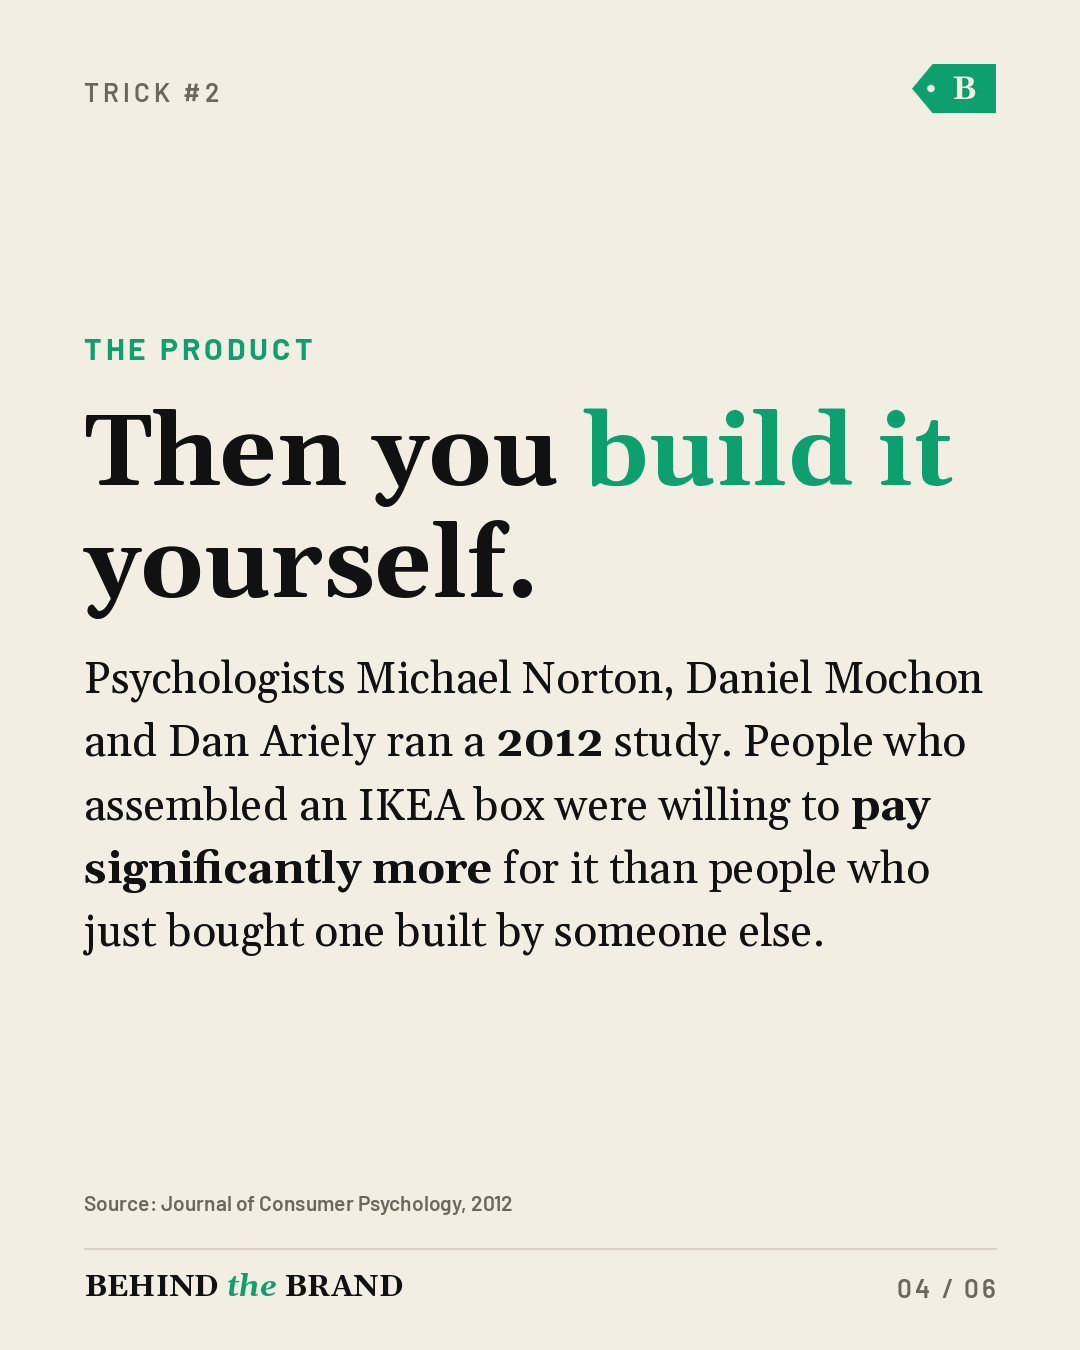 TRICK #2
B
THE PRODUCT
Then you build it
yourself.
Psychologists Michael Norton, Daniel Mochon
and Dan Ariely ran a 2012 study. People who
assembled an IKEA box were willing to pay
significantly more for it than people who
just bought one built by someone else.
Source: Journal of Consumer Psychology, 2012
BEHIND the BRAND
04 / 06